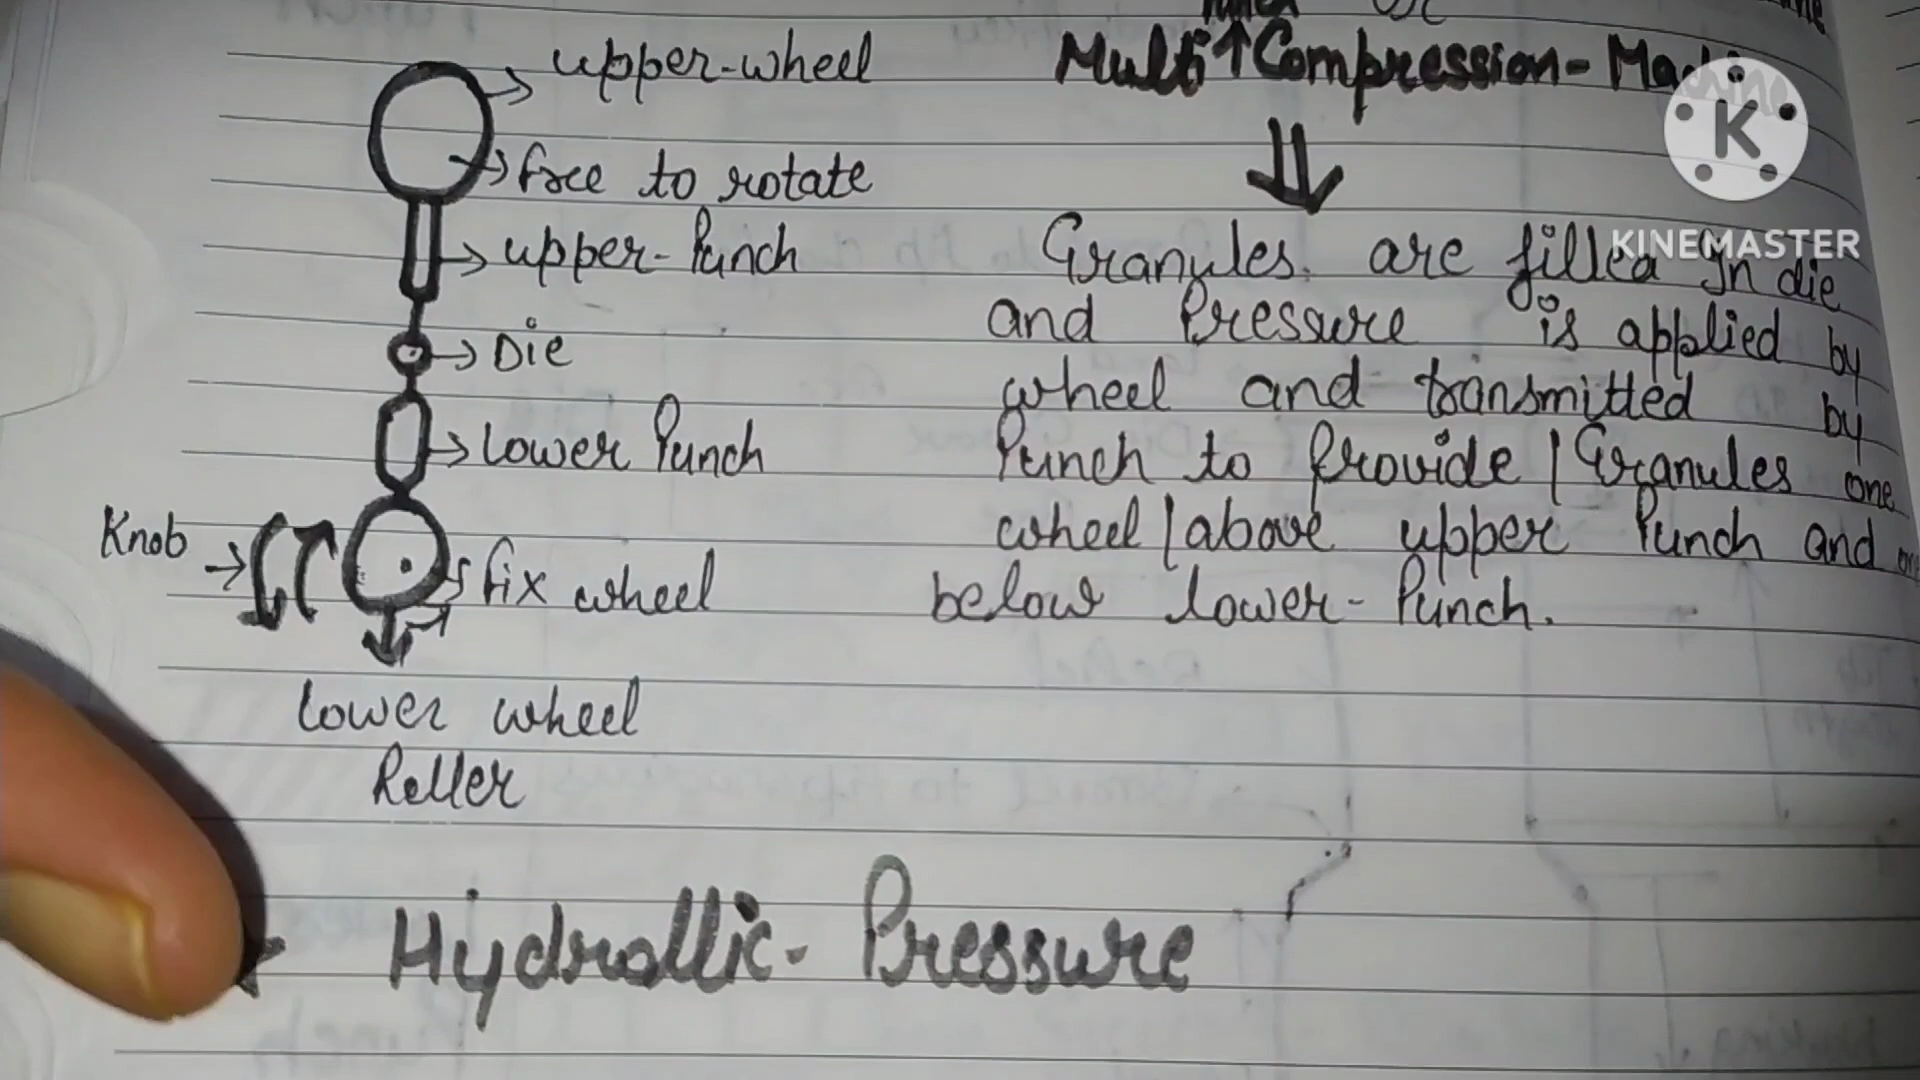 upper-wheel
free to rotate
upper-Punch
Die
Lower Punch
Knob
fix wheel
Lower wheel
Roller
Punch
Multi ↑ Compression-Machine
Granules are filled In die
and Pressure is applied by
wheel and transmitted by
Punch to Provide / Granules one
wheel / above upper Punch and
below lower-Punch.
Hydrollic-Pressure
K
KINEMASTER